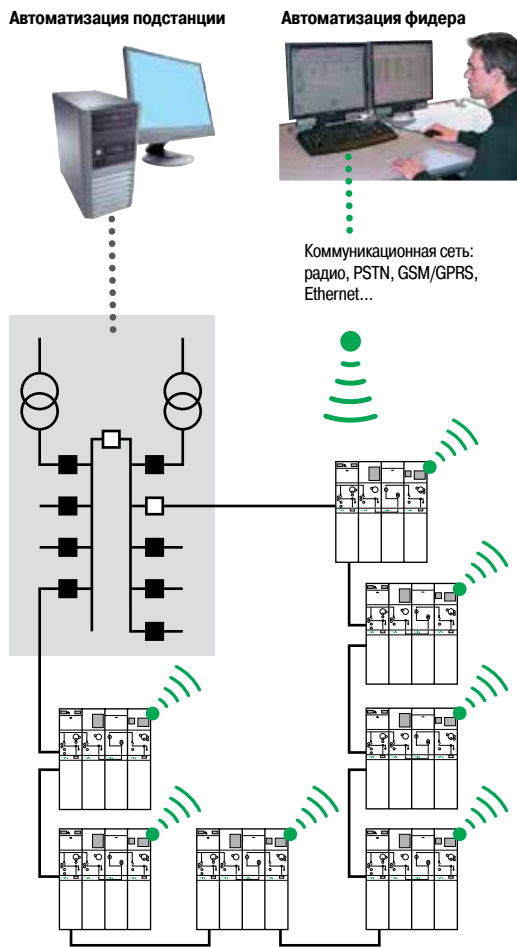 Автоматизация подстанции
Автоматизация фидера
Коммуникационная сеть:
радио, PSTN, GSM/GPRS,
Ethernet...